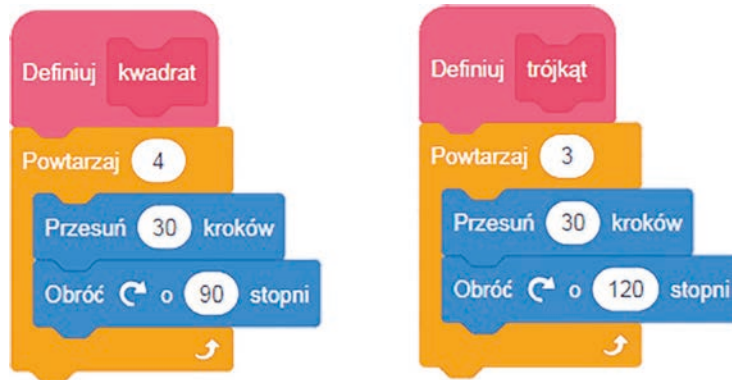 Definiuj kwadrat
Powtarzaj 4
Przesuń 30 kroków
Obróć o 90 stopni
Definiuj trójkąt
Powtarzaj 3
Przesuń 30 kroków
Obróć o 120 stopni